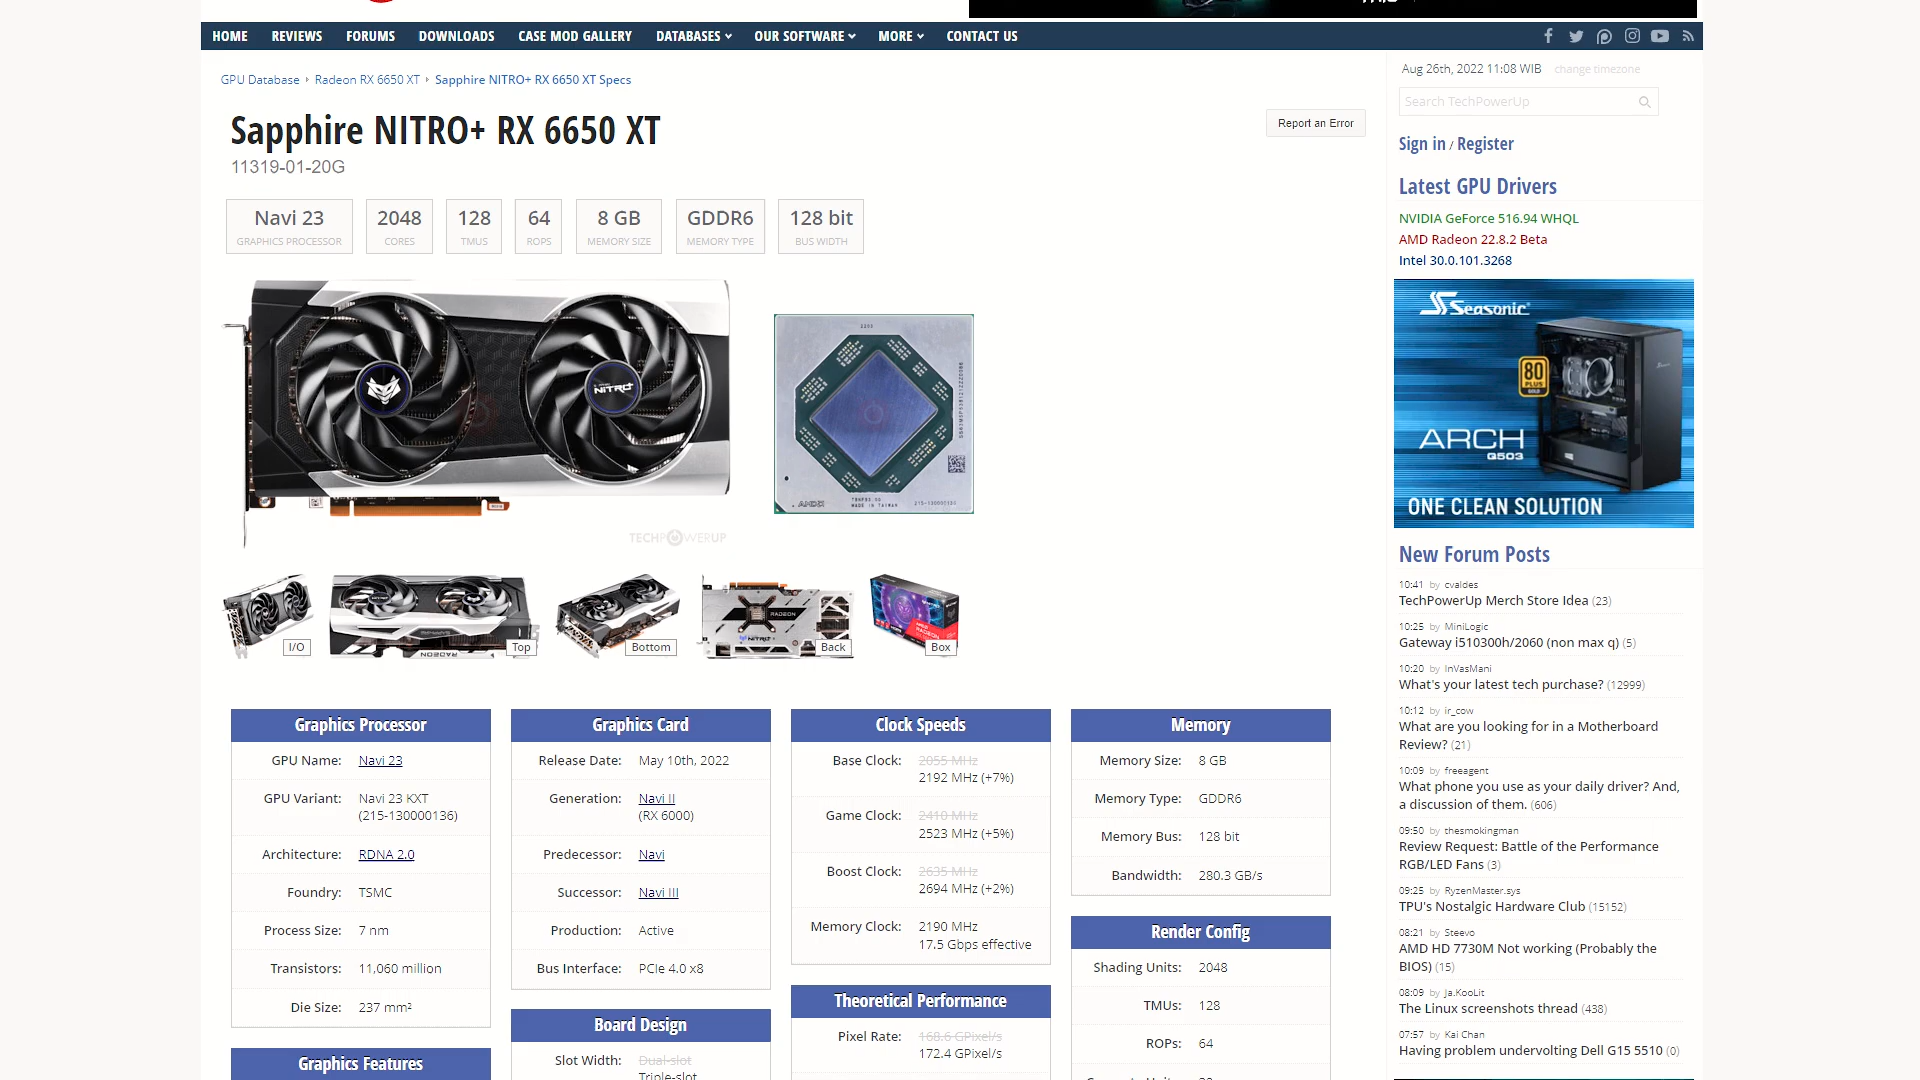 HOME REVIEWS FORUMS DOWNLOADS CASE MOD GALLERY DATABASES OUR SOFTWARE MORE CONTACT US
GPU Database › Radeon RX 6650 XT › Sapphire NITRO+ RX 6650 XT Specs
Sapphire NITRO+ RX 6650 XT
Report an Error
11319-01-20G
Navi 23 2048 128 64 8 GB GDDR6 128 bit
GRAPHICS PROCESSOR CORES TMUS ROPS MEMORY SIZE MEMORY TYPE BUS WIDTH
NITRO+
2203
AMD
MADE IN TAIWAN
TECHPOWERUP
I/O
Top
Bottom
RADEON
Back
Box
Graphics Processor
GPU Name: Navi 23
GPU Variant: Navi 23 KXT
(215-130000136)
Architecture: RDNA 2.0
Foundry: TSMC
Process Size: 7 nm
Transistors: 11,060 million
Die Size: 237 mm²
Graphics Features
Graphics Card
Release Date: May 10th, 2022
Generation: Navi II
(RX 6000)
Predecessor: Navi
Successor: Navi III
Production: Active
Bus Interface: PCIe 4.0 x8
Board Design
Slot Width: Dual-slot
Triple-slot
Clock Speeds
Base Clock: 2055 MHz
2192 MHz (+7%)
Game Clock: 2410 MHz
2523 MHz (+5%)
Boost Clock: 2635 MHz
2694 MHz (+2%)
Memory Clock: 2190 MHz
17.5 Gbps effective
Theoretical Performance
Pixel Rate: 168.6 GPixel/s
172.4 GPixel/s
Memory
Memory Size: 8 GB
Memory Type: GDDR6
Memory Bus: 128 bit
Bandwidth: 280.3 GB/s
Render Config
Shading Units: 2048
TMUs: 128
ROPs: 64
Aug 26th, 2022 11:08 WIB change timezone
Search TechPowerUp
Sign in / Register
Latest GPU Drivers
NVIDIA GeForce 516.94 WHQL
AMD Radeon 22.8.2 Beta
Intel 30.0.101.3268
Seasonic
80
PLUS
GOLD
ARCH
Q503
ONE CLEAN SOLUTION
New Forum Posts
10:41 by cvaldes
TechPowerUp Merch Store Idea (23)
10:25 by MiniLogic
Gateway i510300h/2060 (non max q) (5)
10:20 by InVasMani
What's your latest tech purchase? (12999)
10:12 by ir_cow
What are you looking for in a Motherboard
Review? (21)
10:09 by freeagent
What phone you use as your daily driver? And,
a discussion of them. (606)
09:50 by thesmokingman
Review Request: Battle of the Performance
RGB/LED Fans (3)
09:25 by RyzenMaster.sys
TPU's Nostalgic Hardware Club (15152)
08:21 by Steevo
AMD HD 7730M Not working (Probably the
BIOS) (15)
08:09 by Ja.KooLit
The Linux screenshots thread (438)
07:57 by Kai Chan
Having problem undervolting Dell G15 5510 (0)